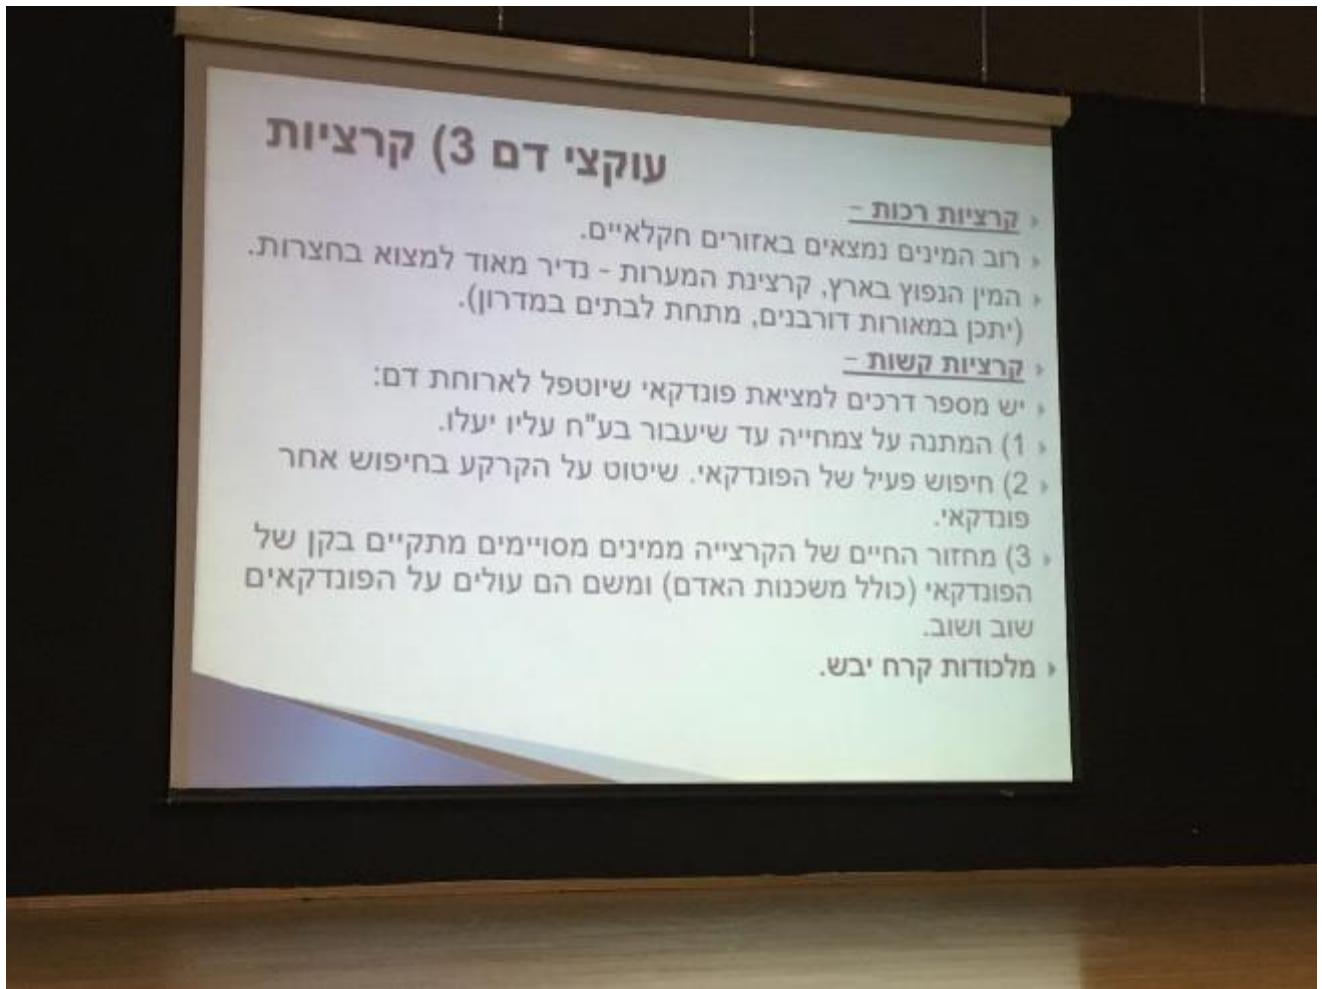 עוקצי דם 3) קרציות
קרציות רכות –
רוב המינים נמצאים באזורים חקלאיים.
המין הנפוץ בארץ, קרצינת המערות - נדיר מאוד למצוא בחצרות.
(יתכן במאורות דורבנים, מתחת לבתים במדרון).
קרציות קשות –
יש מספר דרכים למציאת פונדקאי שיוטפל לארוחת דם:
1) המתנה על צמחייה עד שיעבור בע"ח עליו יעלו.
2) חיפוש פעיל של הפונדקאי. שיטוט על הקרקע בחיפוש אחר
פונדקאי.
3) מחזור החיים של הקרצייה ממינים מסויימים מתקיים בקן של
הפונדקאי (כולל משכנות האדם) ומשם הם עולים על הפונדקאים
שוב ושוב.
מלכודות קרח יבש.